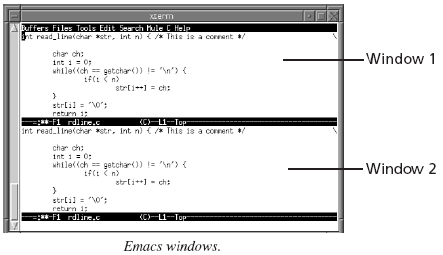 xterm
Buffers Files Tools Edit Search Mule C Help
int read_line(char *str, int n) { /* This is a comment */ \
char ch;
int i = 0;
while((ch == getchar()) != '\n') {
if(i < n)
str[i++] = ch;
}
str[i] = '\0';
return i;
--=:**-F1 rdline.c (C)--L1--Top--
int read_line(char *str, int n) { /* This is a comment */ \
char ch;
int i = 0;
while((ch == getchar()) != '\n') {
if(i < n)
str[i++] = ch;
}
str[i] = '\0';
return i;
--=:**-F1 rdline.c (C)--L1--Top--
Window 1
Window 2
Emacs windows.